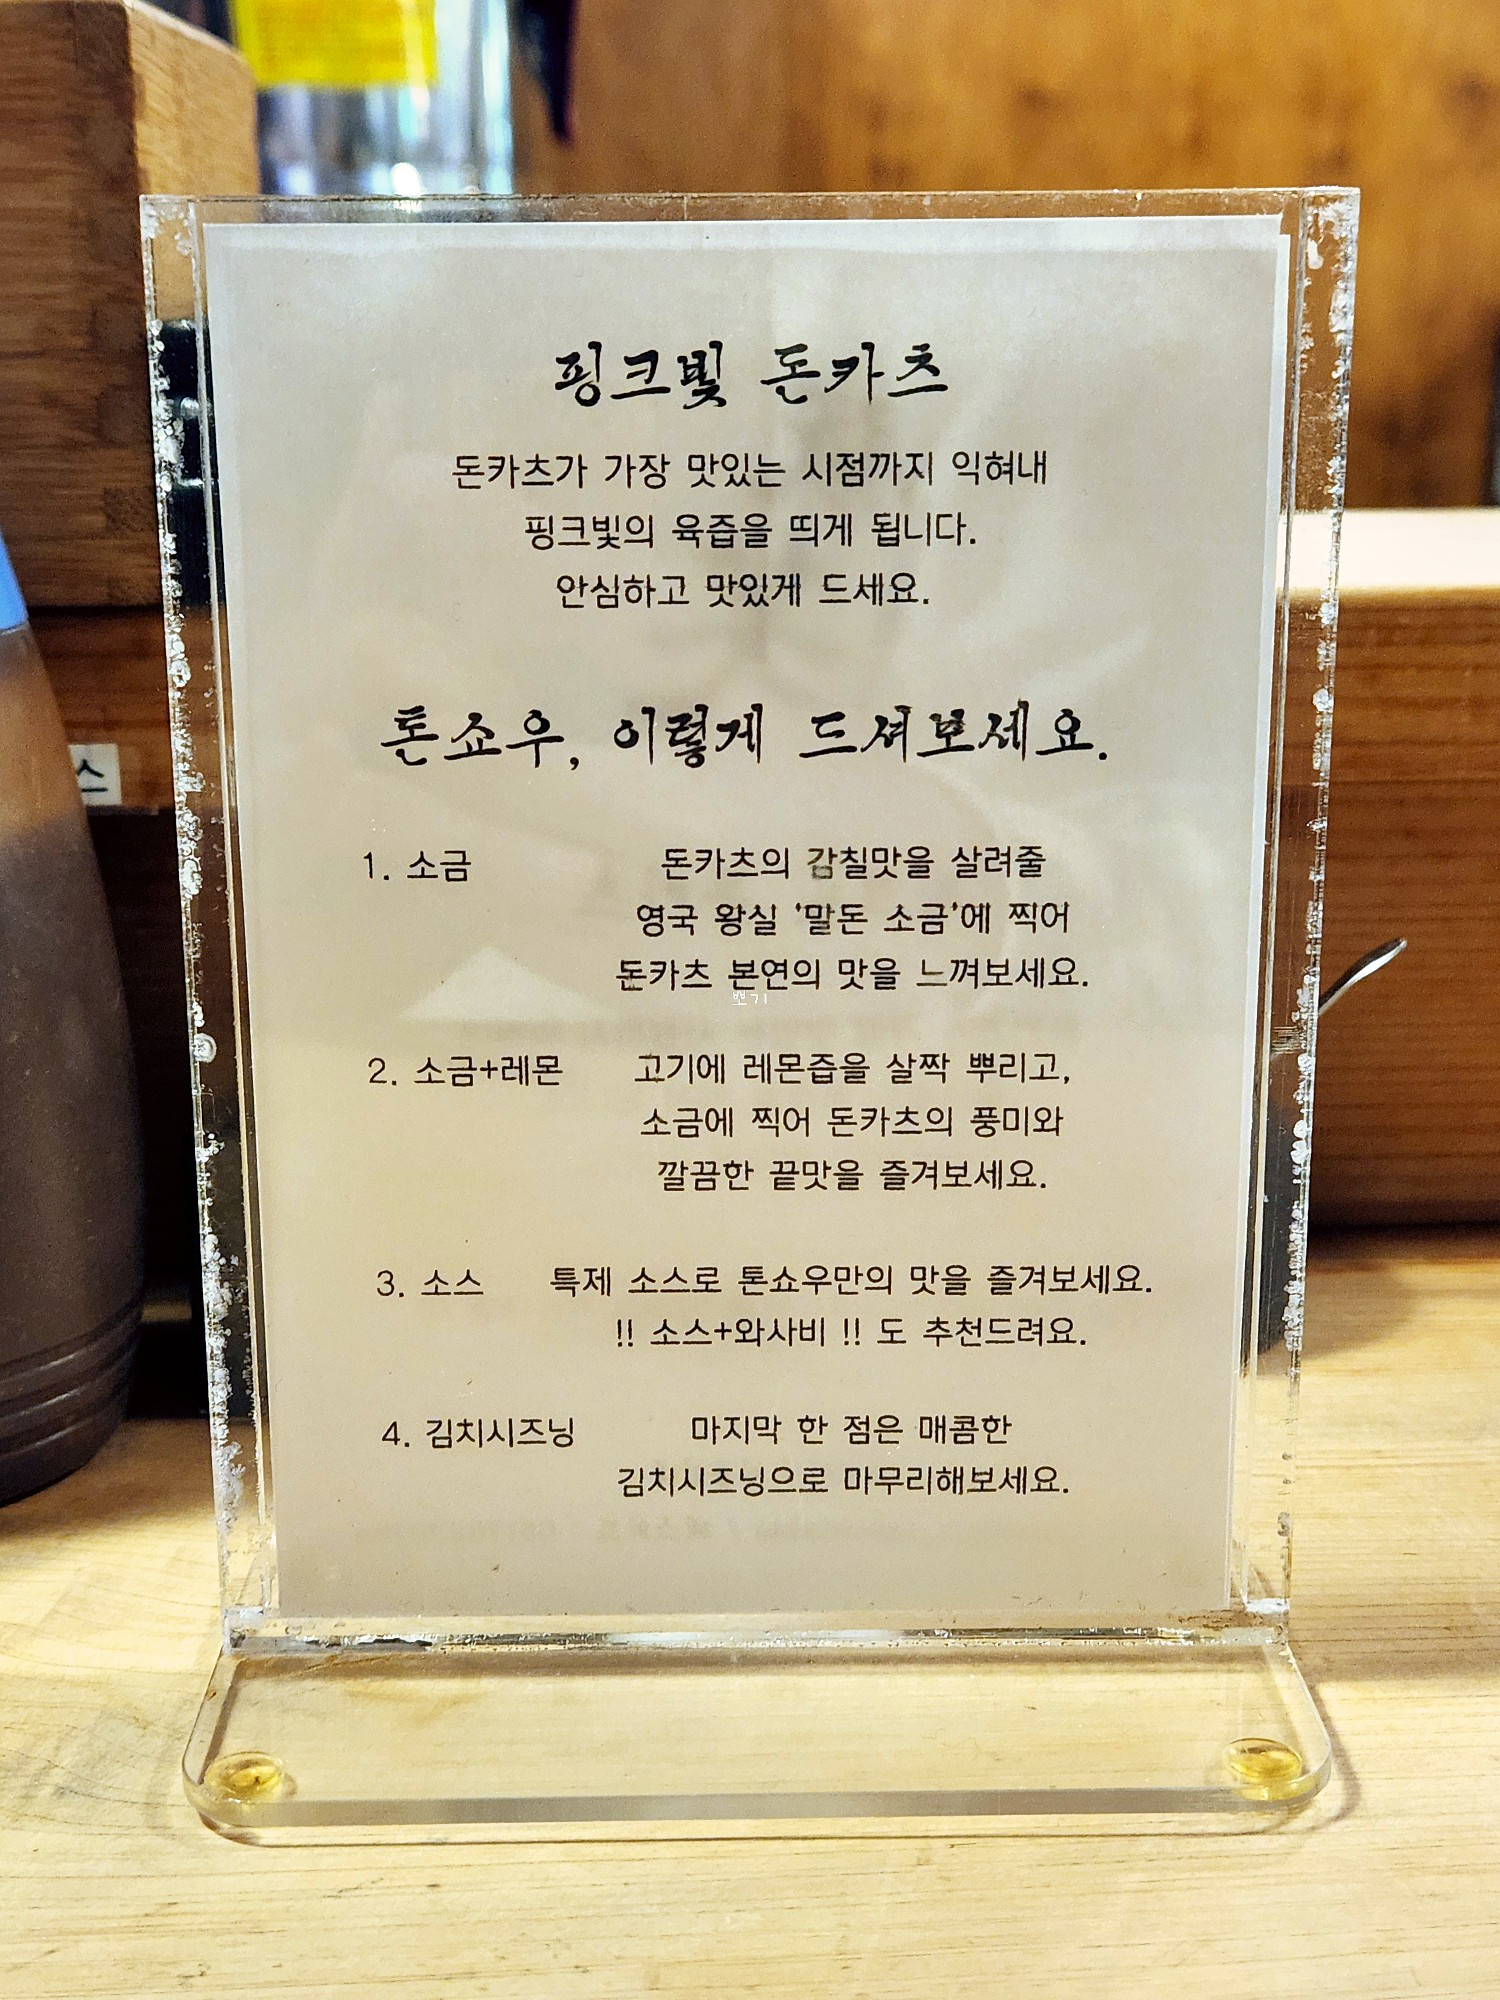 핑크빛 돈카츠
돈카츠가 가장 맛있는 시점까지 익혀내
핑크빛의 육즙을 띄게 됩니다.
안심하고 맛있게 드세요.
톤쇼우, 이렇게 드셔보세요.
스
1. 소금 돈카츠의 감칠맛을 살려줄
영국 왕실 '말돈 소금'에 찍어
돈카츠 본연의 맛을 느껴보세요.
뽀기
2. 소금+레몬 고기에 레몬즙을 살짝 뿌리고,
소금에 찍어 돈카츠의 풍미와
깔끔한 끝맛을 즐겨보세요.
3. 소스 특제 소스로 톤쇼우만의 맛을 즐겨보세요.
!! 소스+와사비 !! 도 추천드려요.
4. 김치시즈닝 마지막 한 점은 매콤한
김치시즈닝으로 마무리해보세요.